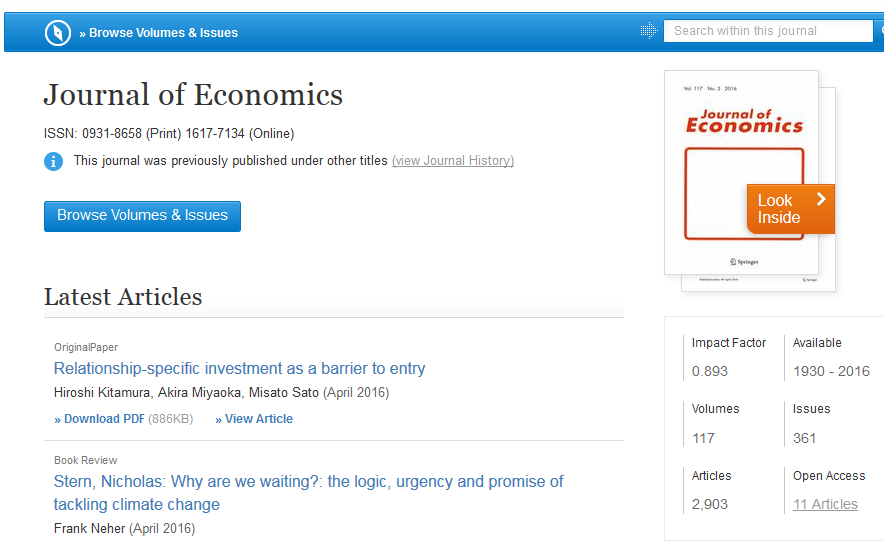 » Browse Volumes & Issues
Search within this journal
Journal of Economics
ISSN: 0931-8658 (Print) 1617-7134 (Online)
This journal was previously published under other titles (view Journal History)
Browse Volumes & Issues
Vol. 117 No. 3 2016
Journal of
Economics
Look
Inside
Springer
Springer
Latest Articles
OriginalPaper
Relationship-specific investment as a barrier to entry
Hiroshi Kitamura, Akira Miyaoka, Misato Sato (April 2016)
» Download PDF (886KB) » View Article
Book Review
Stern, Nicholas: Why are we waiting?: the logic, urgency and promise of
tackling climate change
Frank Neher (April 2016)
Impact Factor Available
0.893 1930 - 2016
Volumes Issues
117 361
Articles Open Access
2,903 11 Articles